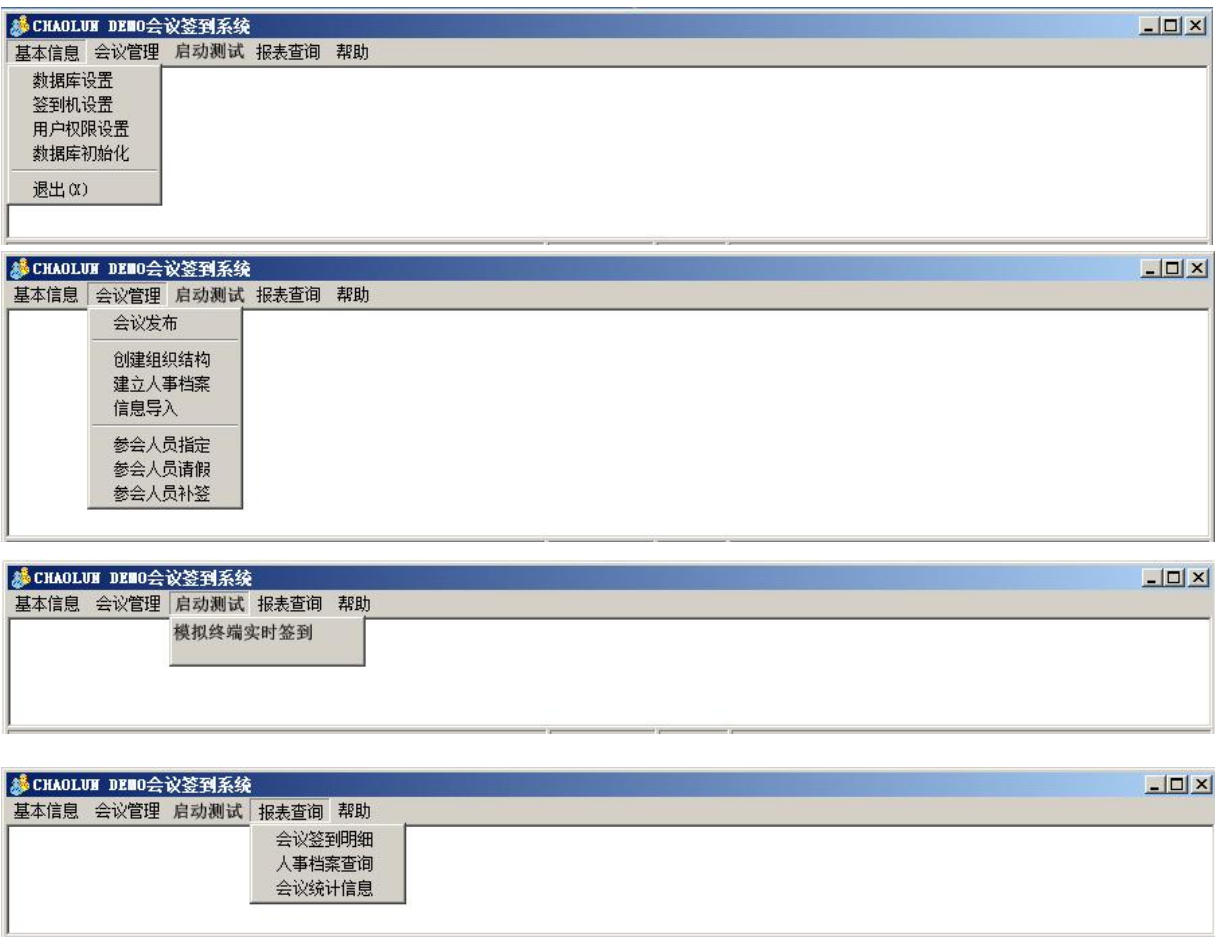 CHAOLUN DEMO会议签到系统
基本信息 会议管理 启动测试 报表查询 帮助
数据库设置
签到机设置
用户权限设置
数据库初始化
退出(X)
CHAOLUN DEMO会议签到系统
基本信息 会议管理 启动测试 报表查询 帮助
会议发布
创建组织结构
建立人事档案
信息导入
参会人员指定
参会人员请假
参会人员补签
CHAOLUN DEMO会议签到系统
基本信息 会议管理 启动测试 报表查询 帮助
模拟终端实时签到
CHAOLUN DEMO会议签到系统
基本信息 会议管理 启动测试 报表查询 帮助
会议签到明细
人事档案查询
会议统计信息